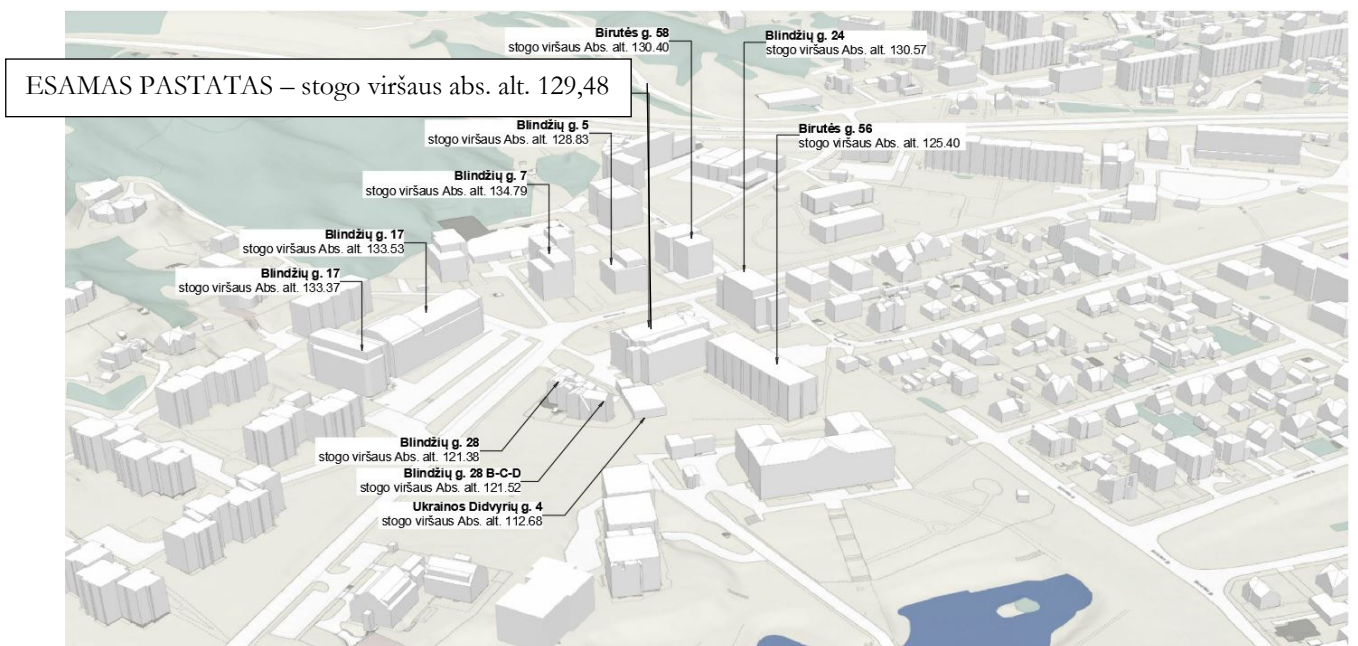 Birutės g. 58
stogo viršaus Abs. alt. 130.40
Blindžių g. 24
stogo viršaus Abs. alt. 130.57
ESAMAS PASTATAS – stogo viršaus abs. alt. 129,48
Blindžių g. 5
stogo viršaus Abs. alt. 128.83
Birutės g. 56
stogo viršaus Abs. alt. 125.40
Blindžių g. 7
stogo viršaus Abs. alt. 134.79
Blindžių g. 17
stogo viršaus Abs. alt. 133.53
Blindžių g. 17
stogo viršaus Abs. alt. 133.37
Blindžių g. 28
stogo viršaus Abs. alt. 121.38
Blindžių g. 28 B-C-D
stogo viršaus Abs. alt. 121.52
Ukrainos Didvyrių g. 4
stogo viršaus Abs. alt. 112.68